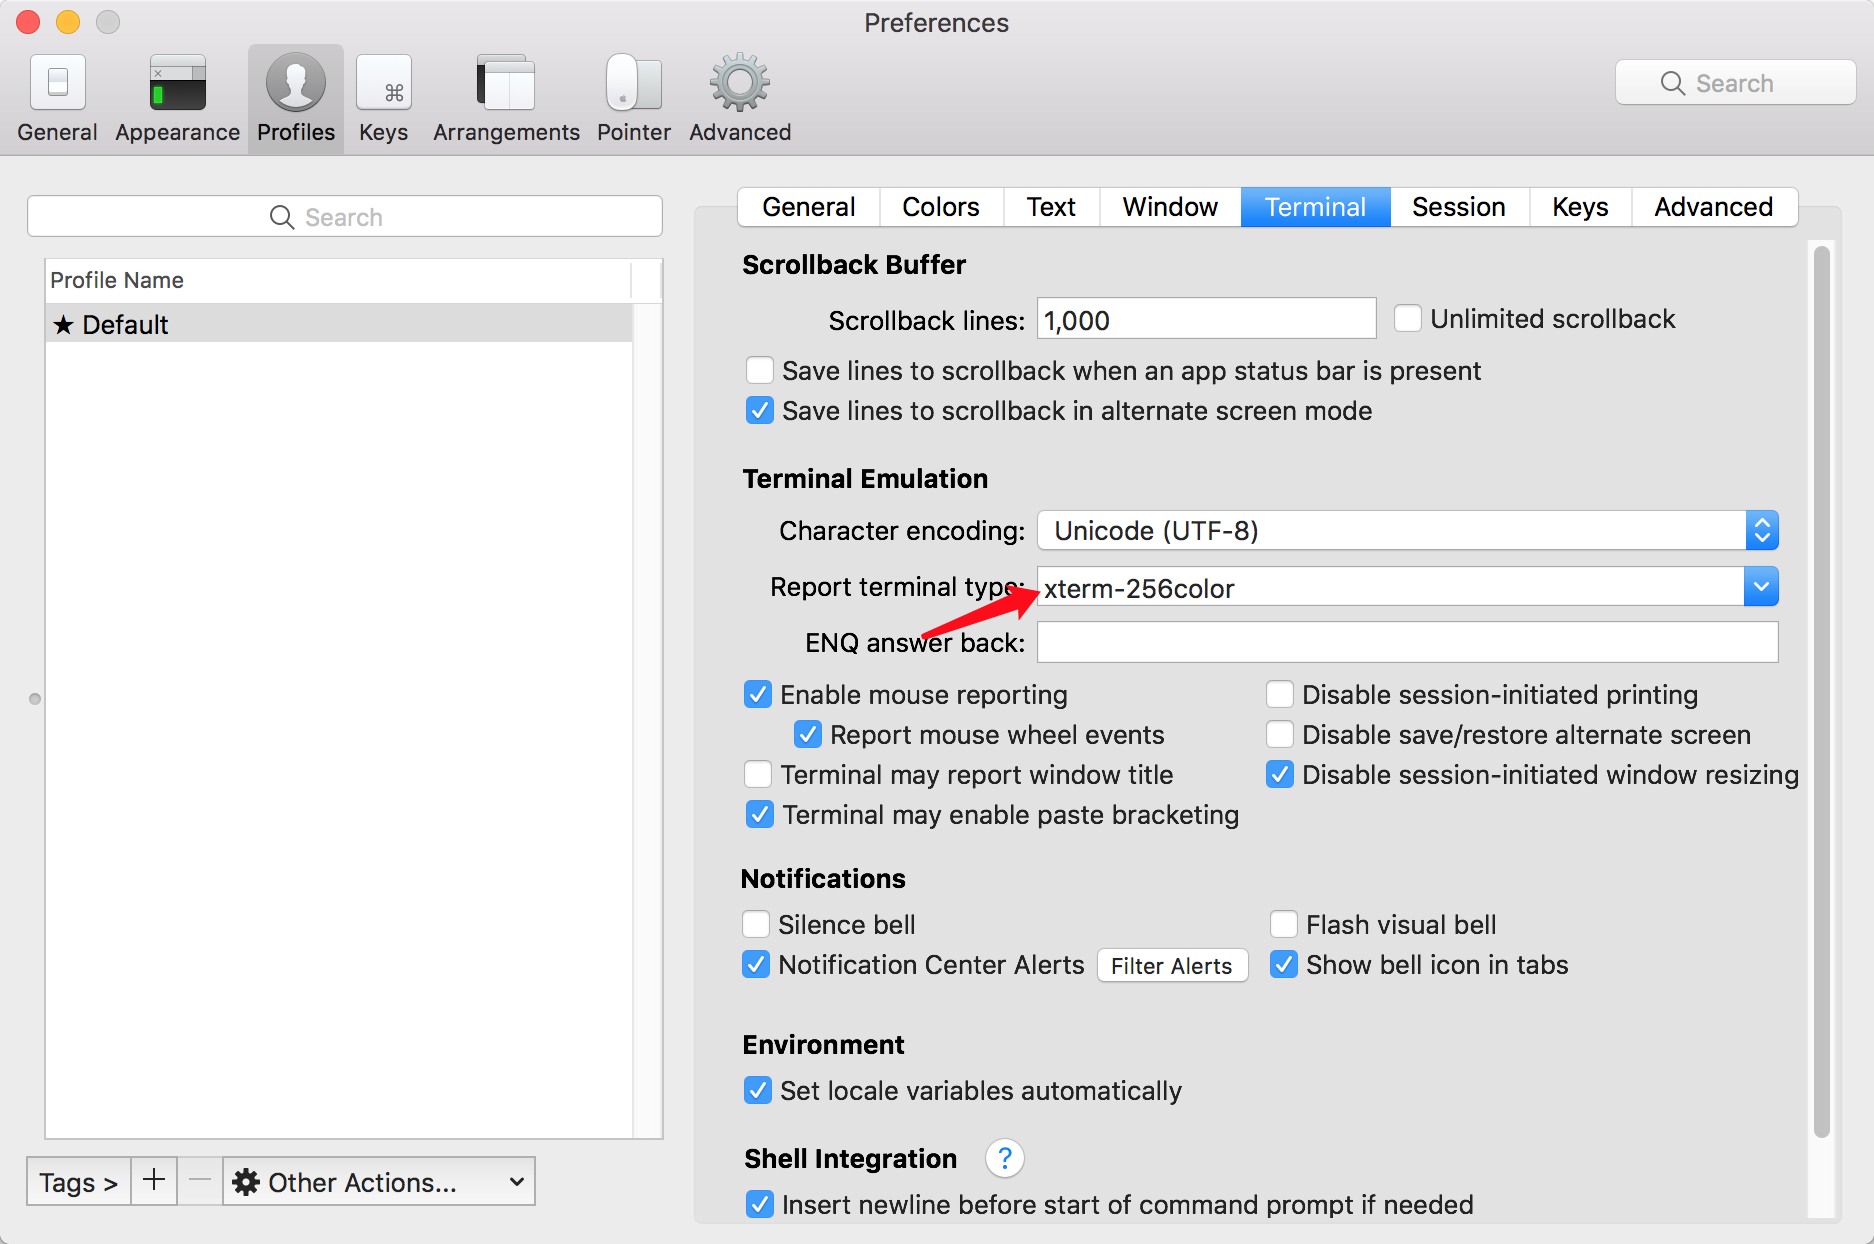 Preferences
General Appearance Profiles Keys Arrangements Pointer Advanced
Search
Search
Profile Name
★ Default
Tags > + − Other Actions...
General Colors Text Window Terminal Session Keys Advanced
Scrollback Buffer
Scrollback lines: 1,000 Unlimited scrollback
Save lines to scrollback when an app status bar is present
Save lines to scrollback in alternate screen mode
Terminal Emulation
Character encoding: Unicode (UTF-8)
Report terminal type: xterm-256color
ENQ answer back:
Enable mouse reporting Disable session-initiated printing
Report mouse wheel events Disable save/restore alternate screen
Terminal may report window title Disable session-initiated window resizing
Terminal may enable paste bracketing
Notifications
Silence bell Flash visual bell
Notification Center Alerts Filter Alerts Show bell icon in tabs
Environment
Set locale variables automatically
Shell Integration ?
Insert newline before start of command prompt if needed